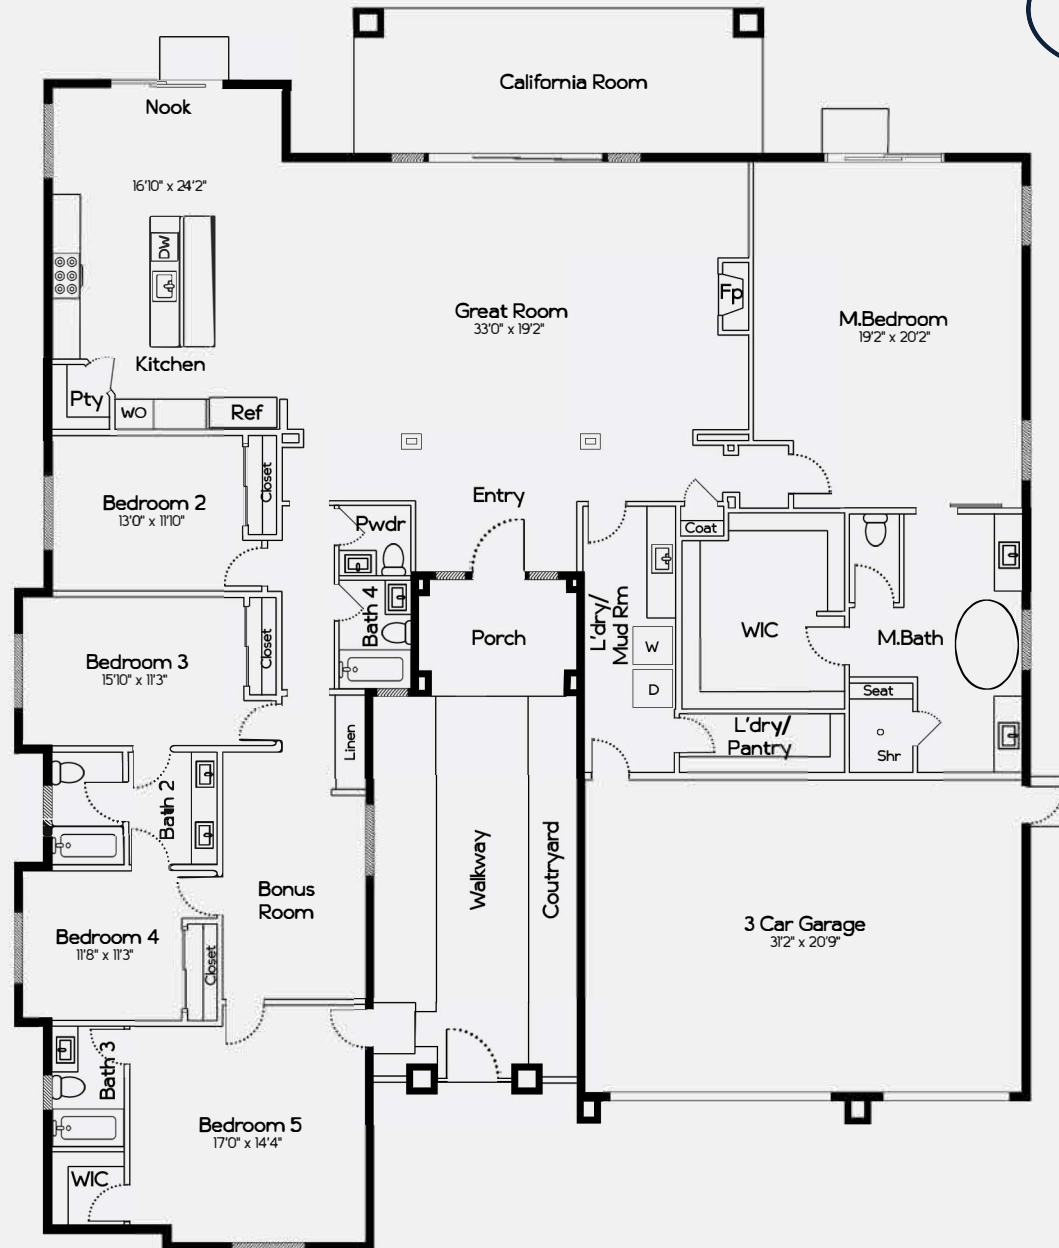 California Room
Nook
16'10" x 24'2"
DW
Great Room
33'0" x 19'2"
Fp
M.Bedroom
19'2" x 20'2"
Kitchen
Pty
WO
Ref
Bedroom 2
13'0" x 11'10"
Closet
Entry
Pwdr
Coat
Bath 4
Porch
L'dry/
Mud Rm
W
D
WIC
M.Bath
Bedroom 3
15'10" x 11'3"
Closet
Seat
Shr
L'dry/
Pantry
Linen
Bath 2
Walkway
Coutryard
Bonus
Room
Bedroom 4
11'8" x 11'3"
Closet
3 Car Garage
31'2" x 20'9"
Bath 3
Bedroom 5
17'0" x 14'4"
WIC